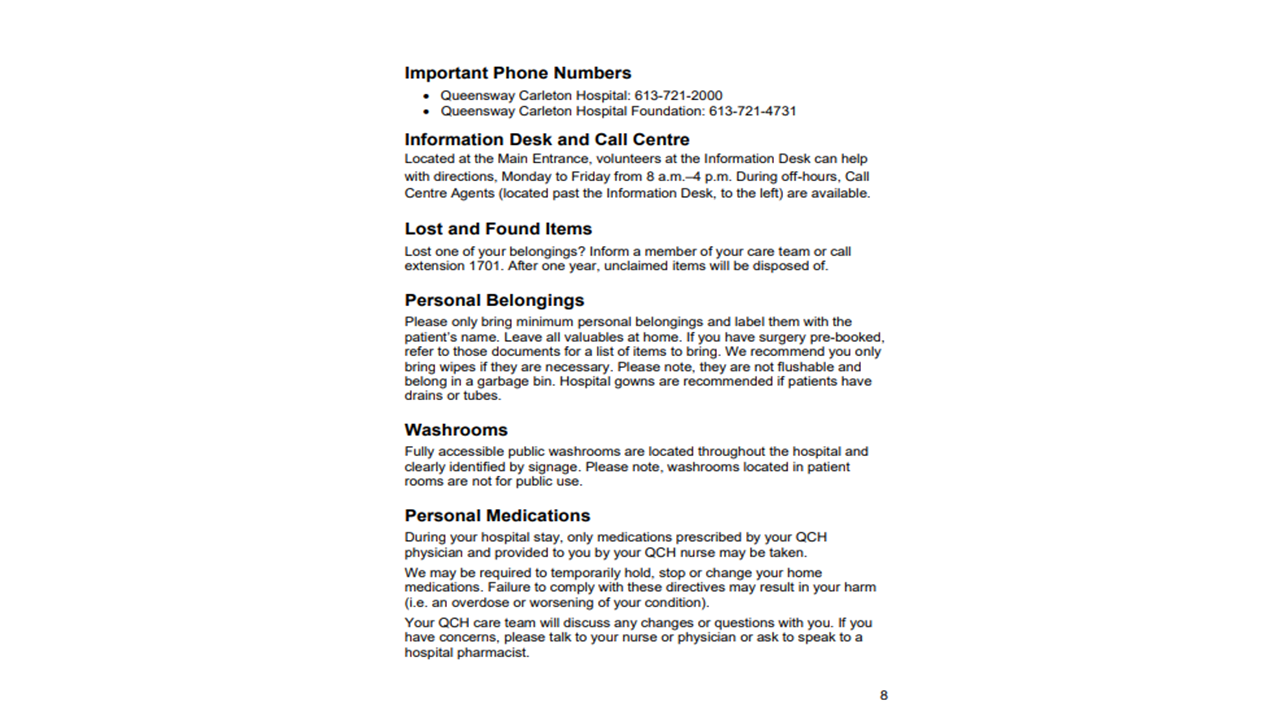 Important Phone Numbers
• Queensway Carleton Hospital: 613-721-2000
• Queensway Carleton Hospital Foundation: 613-721-4731
Information Desk and Call Centre
Located at the Main Entrance, volunteers at the Information Desk can help
with directions, Monday to Friday from 8 a.m.–4 p.m. During off-hours, Call
Centre Agents (located past the Information Desk, to the left) are available.
Lost and Found Items
Lost one of your belongings? Inform a member of your care team or call
extension 1701. After one year, unclaimed items will be disposed of.
Personal Belongings
Please only bring minimum personal belongings and label them with the
patient's name. Leave all valuables at home. If you have surgery pre-booked,
refer to those documents for a list of items to bring. We recommend you only
bring wipes if they are necessary. Please note, they are not flushable and
belong in a garbage bin. Hospital gowns are recommended if patients have
drains or tubes.
Washrooms
Fully accessible public washrooms are located throughout the hospital and
clearly identified by signage. Please note, washrooms located in patient
rooms are not for public use.
Personal Medications
During your hospital stay, only medications prescribed by your QCH
physician and provided to you by your QCH nurse may be taken.
We may be required to temporarily hold, stop or change your home
medications. Failure to comply with these directives may result in your harm
(i.e. an overdose or worsening of your condition).
Your QCH care team will discuss any changes or questions with you. If you
have concerns, please talk to your nurse or physician or ask to speak to a
hospital pharmacist.
8